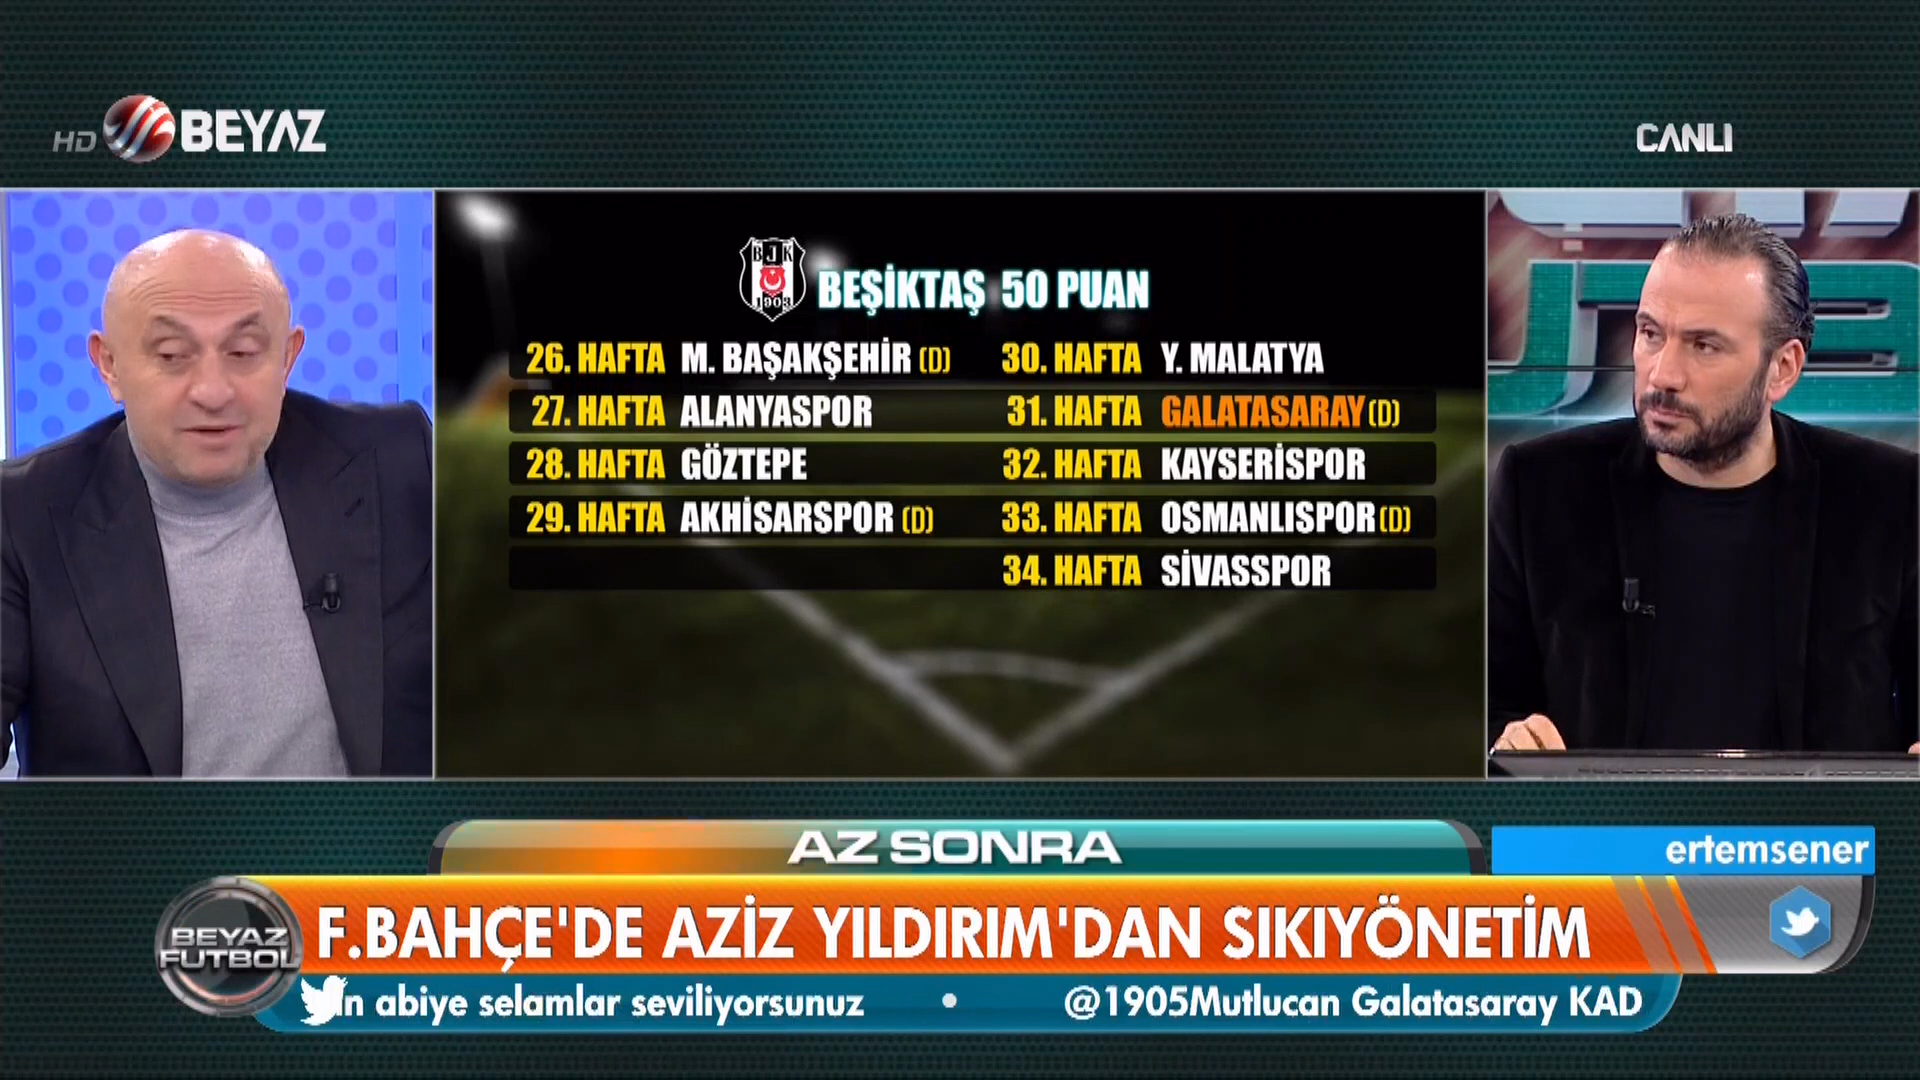 HD BEYAZ
CANLI
BJK
1903
BEŞİKTAŞ 50 PUAN
26. HAFTA M. BAŞAKŞEHİR (D)
27. HAFTA ALANYASPOR
28. HAFTA GÖZTEPE
29. HAFTA AKHİSARSPOR (D)
30. HAFTA Y. MALATYA
31. HAFTA GALATASARAY (D)
32. HAFTA KAYSERİSPOR
33. HAFTA OSMANLISPOR (D)
34. HAFTA SİVASSPOR
AZ SONRA
ertemsener
BEYAZ
FUTBOL
F.BAHÇE'DE AZİZ YILDIRIM'DAN SIKIYÖNETİM
abiye selamlar seviliyorsunuz • @1905Mutlucan Galatasaray KAD